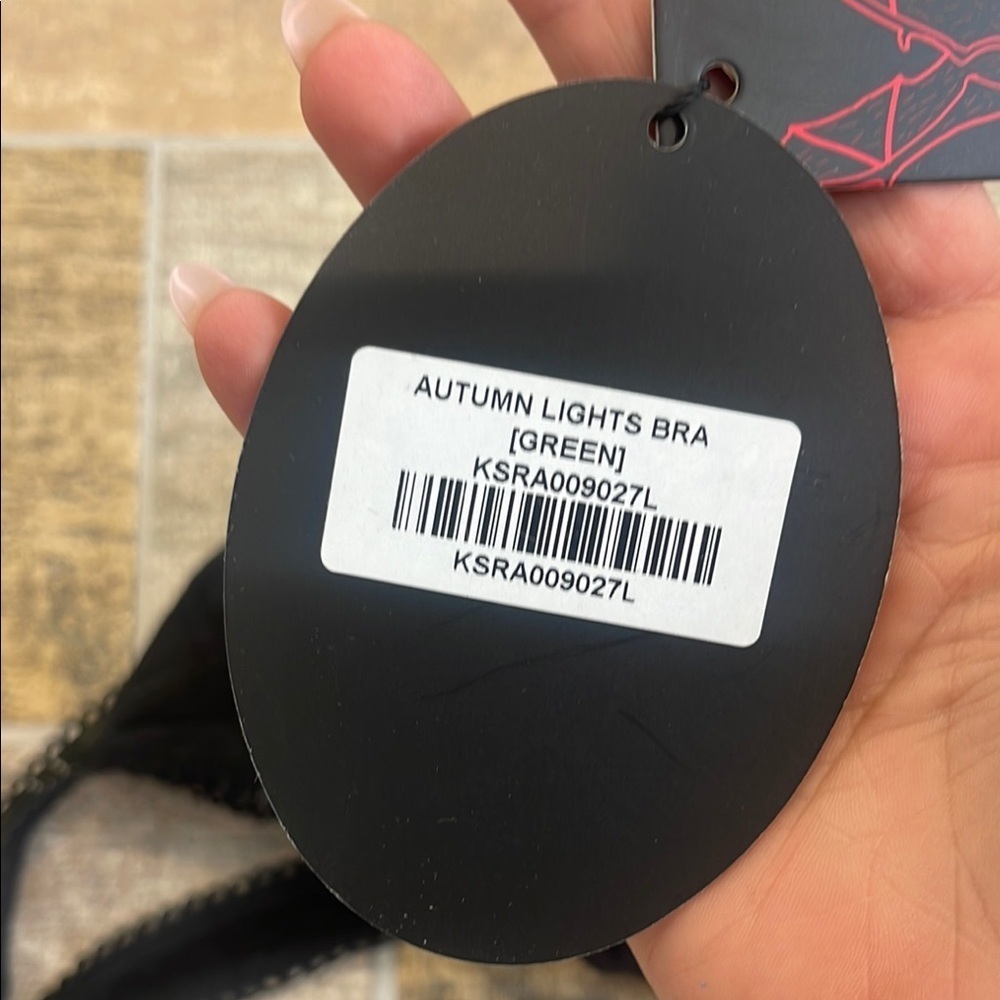 AUTUMN LIGHTS BRA
[GREEN]
KSRA009027L
KSRA009027L